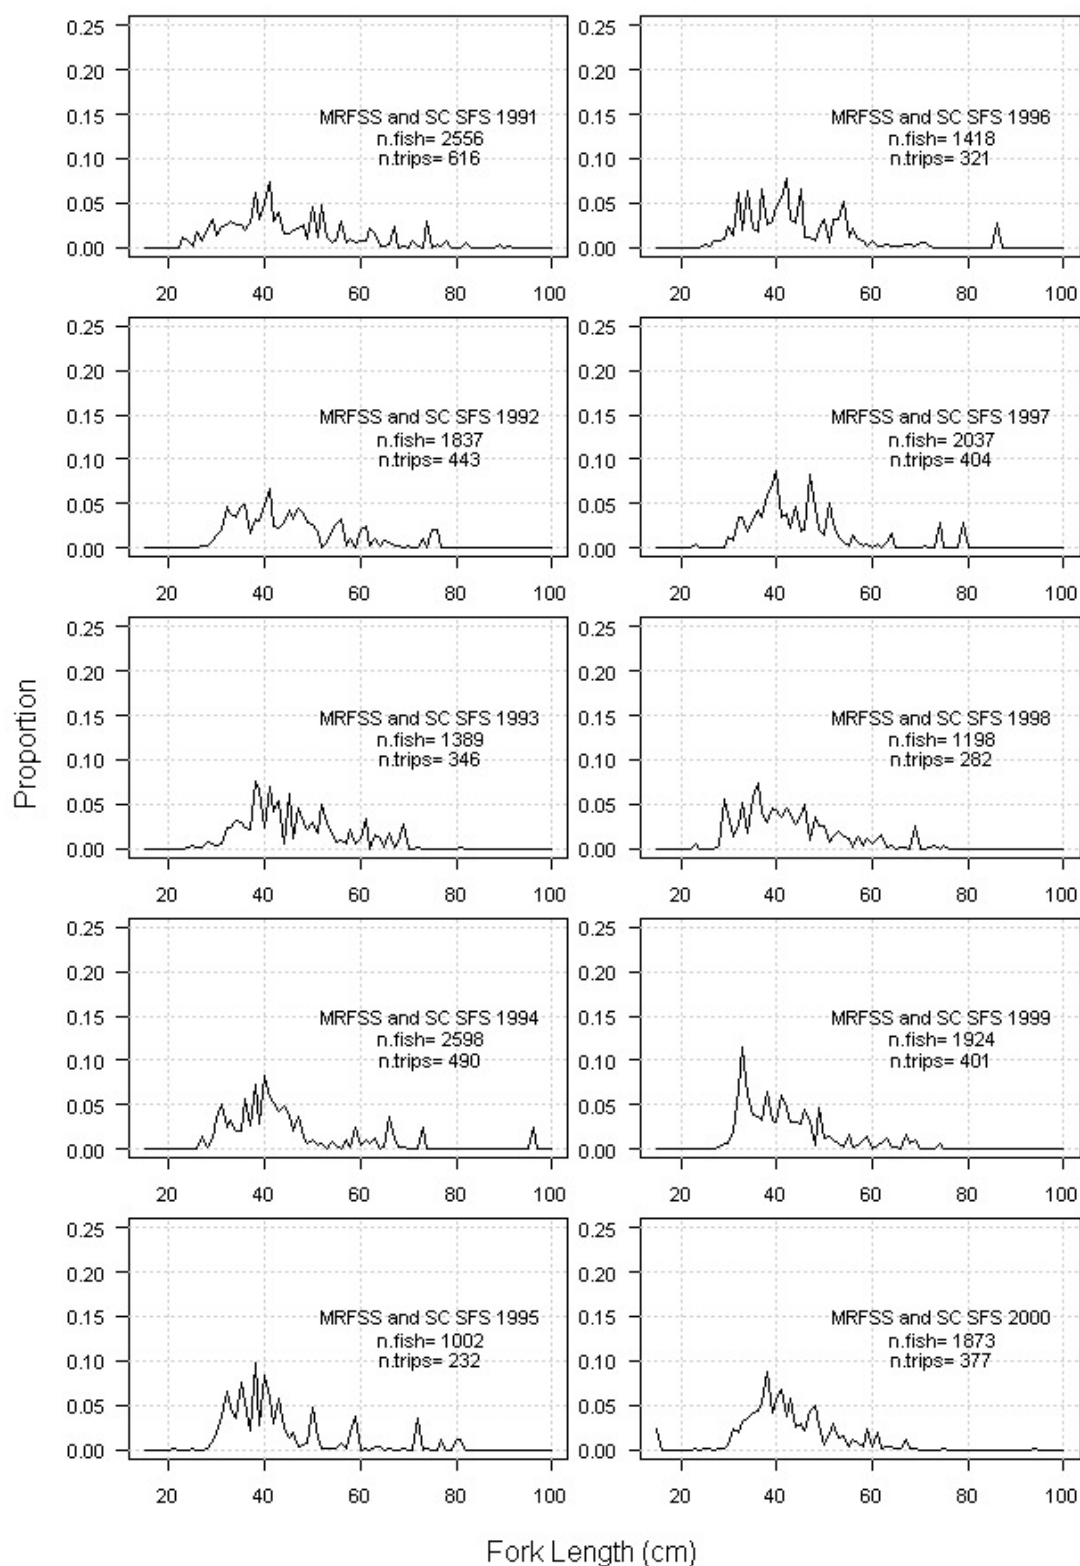 0.25
0.20
0.15
0.10
0.05
0.00
MRFSS and SC SFS 1991
n.fish= 2556
n.trips= 616
20 40 60 80 100
0.25
0.20
0.15
0.10
0.05
0.00
MRFSS and SC SFS 1996
n.fish= 1418
n.trips= 321
20 40 60 80 100
0.25
0.20
0.15
0.10
0.05
0.00
MRFSS and SC SFS 1992
n.fish= 1837
n.trips= 443
20 40 60 80 100
0.25
0.20
0.15
0.10
0.05
0.00
MRFSS and SC SFS 1997
n.fish= 2037
n.trips= 404
20 40 60 80 100
Proportion
0.25
0.20
0.15
0.10
0.05
0.00
MRFSS and SC SFS 1993
n.fish= 1389
n.trips= 346
20 40 60 80 100
0.25
0.20
0.15
0.10
0.05
0.00
MRFSS and SC SFS 1998
n.fish= 1198
n.trips= 282
20 40 60 80 100
0.25
0.20
0.15
0.10
0.05
0.00
MRFSS and SC SFS 1994
n.fish= 2598
n.trips= 490
20 40 60 80 100
0.25
0.20
0.15
0.10
0.05
0.00
MRFSS and SC SFS 1999
n.fish= 1924
n.trips= 401
20 40 60 80 100
0.25
0.20
0.15
0.10
0.05
0.00
MRFSS and SC SFS 1995
n.fish= 1002
n.trips= 232
20 40 60 80 100
0.25
0.20
0.15
0.10
0.05
0.00
MRFSS and SC SFS 2000
n.fish= 1873
n.trips= 377
20 40 60 80 100
Fork Length (cm)